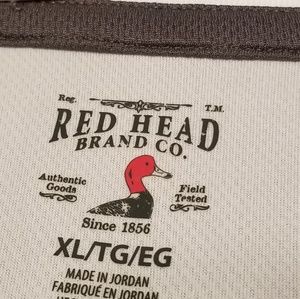 Reg. T.M.
RED HEAD
BRAND CO.
Authentic Field
Goods Tested
Since 1856
XL/TG/EG
MADE IN JORDAN
FABRIQUÉ EN JORDAN